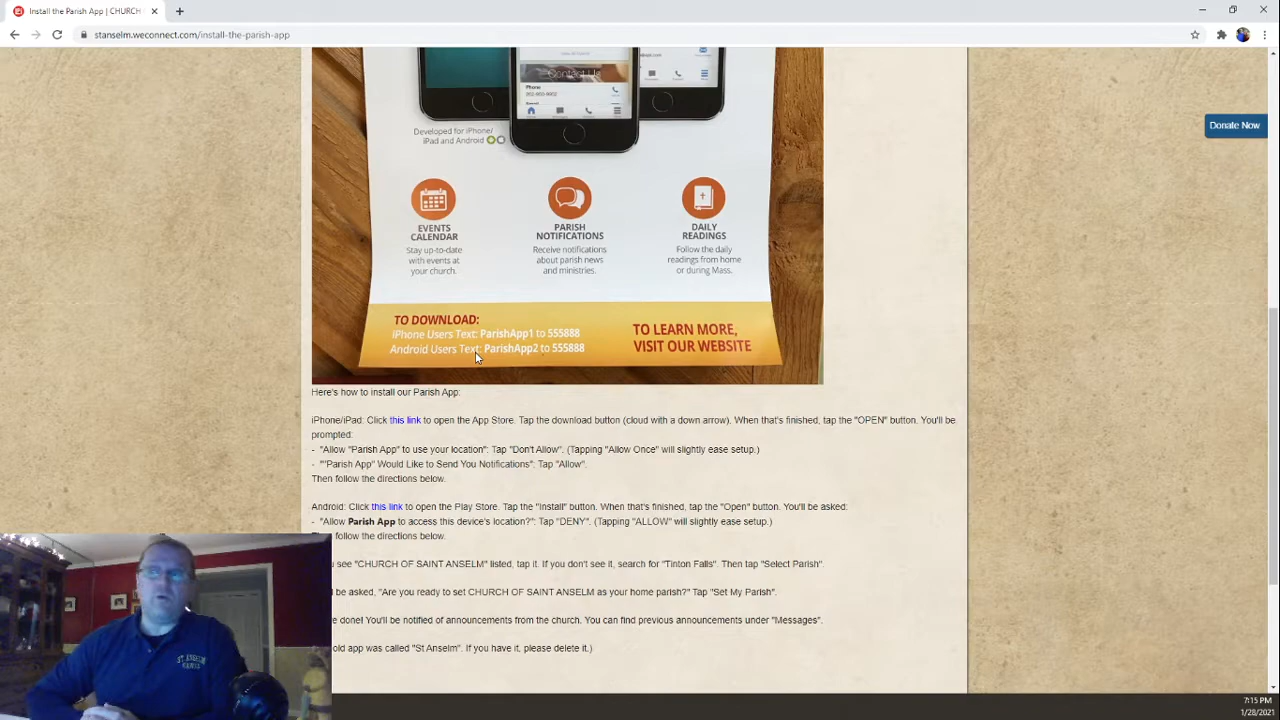 Install the Parish App | CHURCH
stanselm.weconnect.com/install-the-parish-app
Donate Now
Contact Us
Phone
Developed for iPhone/
iPad and Android
EVENTS
CALENDAR
Stay up-to-date
with events at
your church.
PARISH
NOTIFICATIONS
Receive notifications
about parish news
and ministries.
DAILY
READINGS
Follow the daily
readings from home
or during Mass.
TO DOWNLOAD:
iPhone Users Text: ParishApp1 to 555888
Android Users Text: ParishApp2 to 555888
TO LEARN MORE,
VISIT OUR WEBSITE
Here's how to install our Parish App:
iPhone/iPad: Click this link to open the App Store. Tap the download button (cloud with a down arrow). When that's finished, tap the "OPEN" button. You'll be
prompted:
- "Allow "Parish App" to use your location": Tap "Don't Allow". (Tapping "Allow Once" will slightly ease setup.)
- ""Parish App" Would Like to Send You Notifications": Tap "Allow".
Then follow the directions below.
Android: Click this link to open the Play Store. Tap the "Install" button. When that's finished, tap the "Open" button. You'll be asked:
- "Allow Parish App to access this device's location?": Tap "DENY". (Tapping "ALLOW" will slightly ease setup.)
follow the directions below.
see "CHURCH OF SAINT ANSELM" listed, tap it. If you don't see it, search for "Tinton Falls". Then tap "Select Parish".
be asked, "Are you ready to set CHURCH OF SAINT ANSELM as your home parish?" Tap "Set My Parish".
done! You'll be notified of announcements from the church. You can find previous announcements under "Messages".
old app was called "St Anselm". If you have it, please delete it.)
ST ANSELM
7:15 PM
1/28/2021